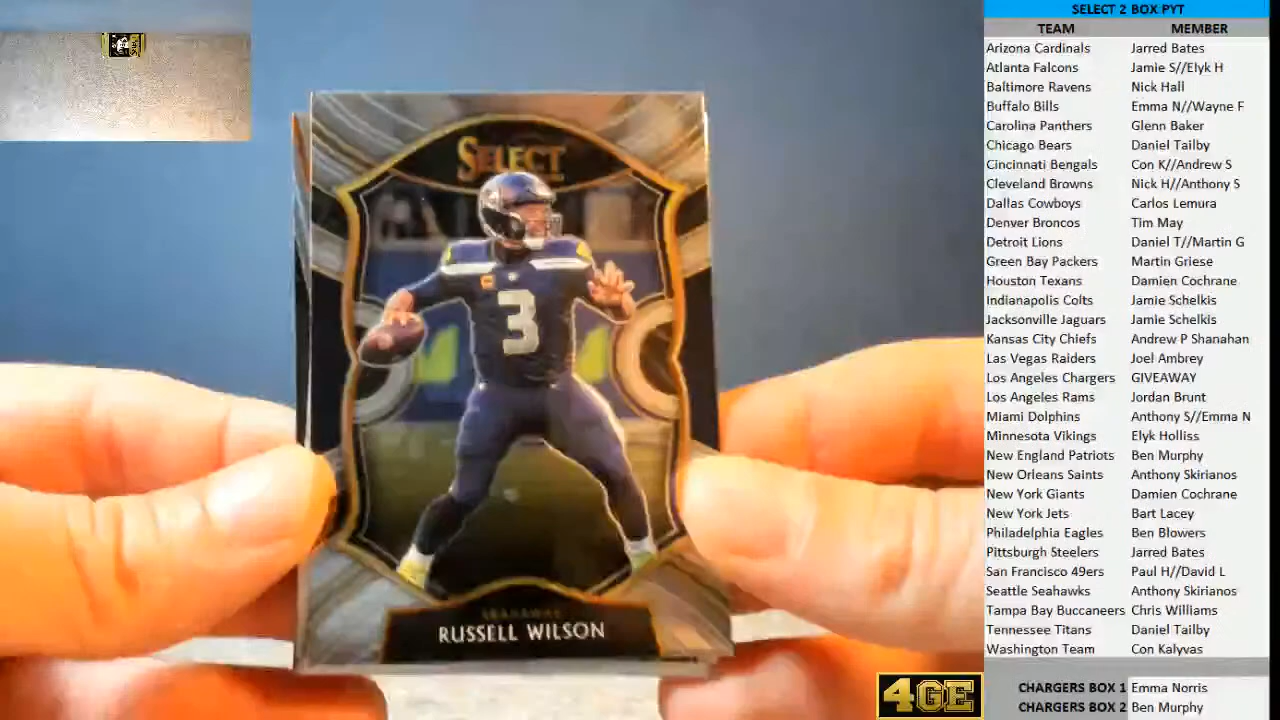 SELECT
3
SEAHAWKS
RUSSELL WILSON
4GE
SELECT 2 BOX PYT
TEAM MEMBER
Arizona Cardinals Jarred Bates
Atlanta Falcons Jamie S//Elyk H
Baltimore Ravens Nick Hall
Buffalo Bills Emma N//Wayne F
Carolina Panthers Glenn Baker
Chicago Bears Daniel Tailby
Cincinnati Bengals Con K//Andrew S
Cleveland Browns Nick H//Anthony S
Dallas Cowboys Carlos Lemura
Denver Broncos Tim May
Detroit Lions Daniel T//Martin G
Green Bay Packers Martin Griese
Houston Texans Damien Cochrane
Indianapolis Colts Jamie Schelkis
Jacksonville Jaguars Jamie Schelkis
Kansas City Chiefs Andrew P Shanahan
Las Vegas Raiders Joel Ambrey
Los Angeles Chargers GIVEAWAY
Los Angeles Rams Jordan Brunt
Miami Dolphins Anthony S//Emma N
Minnesota Vikings Elyk Holliss
New England Patriots Ben Murphy
New Orleans Saints Anthony Skirianos
New York Giants Damien Cochrane
New York Jets Bart Lacey
Philadelphia Eagles Ben Blowers
Pittsburgh Steelers Jarred Bates
San Francisco 49ers Paul H//David L
Seattle Seahawks Anthony Skirianos
Tampa Bay Buccaneers Chris Williams
Tennessee Titans Daniel Tailby
Washington Team Con Kalyvas
CHARGERS BOX 1 Emma Norris
CHARGERS BOX 2 Ben Murphy